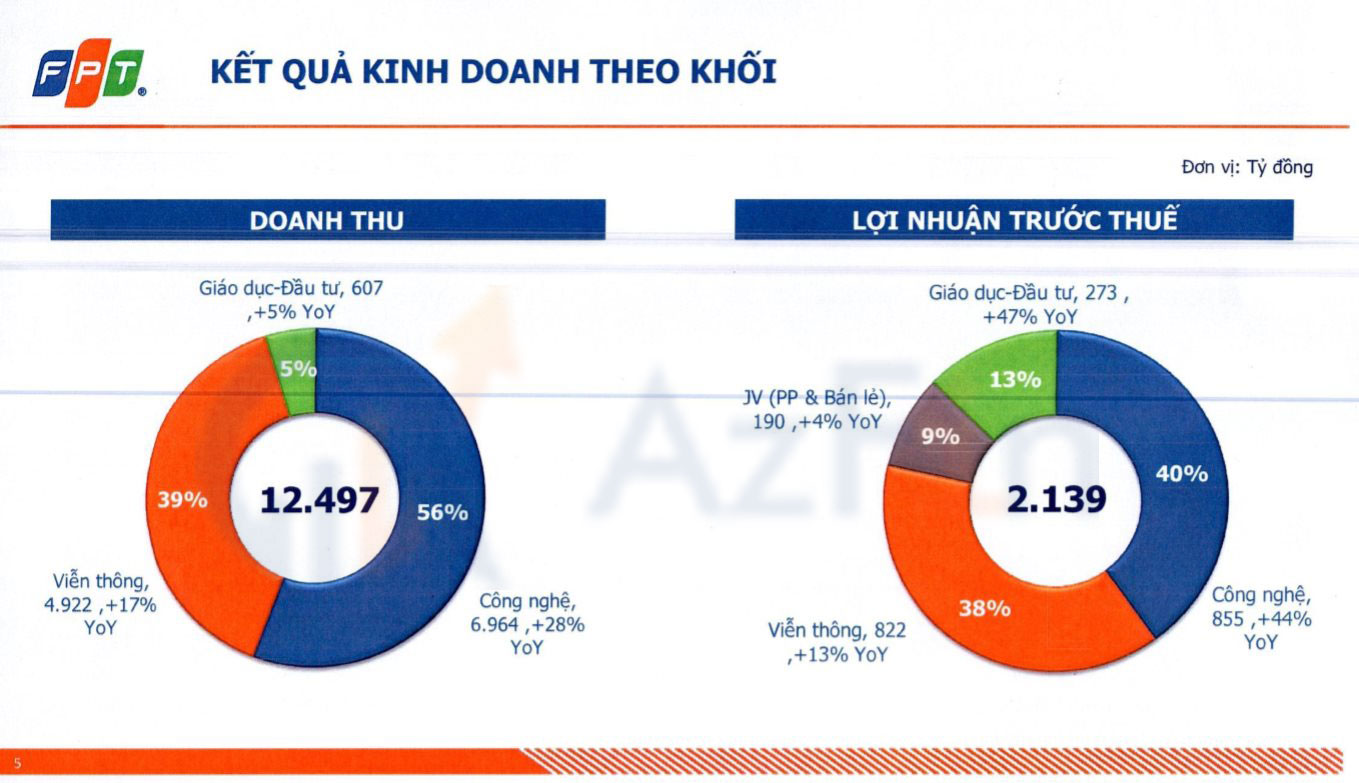 FPT®
KẾT QUẢ KINH DOANH THEO KHỐI
Đơn vị: Tỷ đồng
DOANH THU
Giáo dục-Đầu tư, 607
,+5% YoY
5%
39%
12.497
56%
Viễn thông,
4.922 ,+17%
YoY
Công nghệ,
6.964 ,+28%
YoY
LỢI NHUẬN TRƯỚC THUẾ
Giáo dục-Đầu tư, 273 ,
+47% YoY
JV (PP & Bán lẻ),
190 ,+4% YoY
13%
9%
40%
2.139
38%
Viễn thông, 822
,+13% YoY
Công nghệ,
855 ,+44%
YoY
AzFin
5